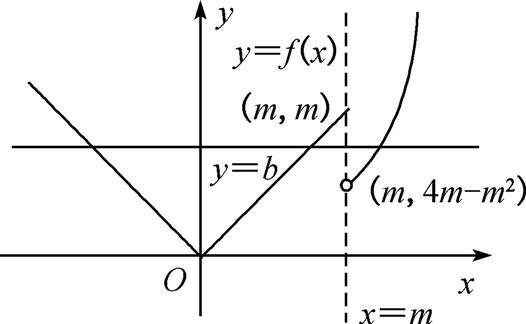 y
y=f(x)
(m, m)
y=b
(m, 4m−m²)
O
x
x=m